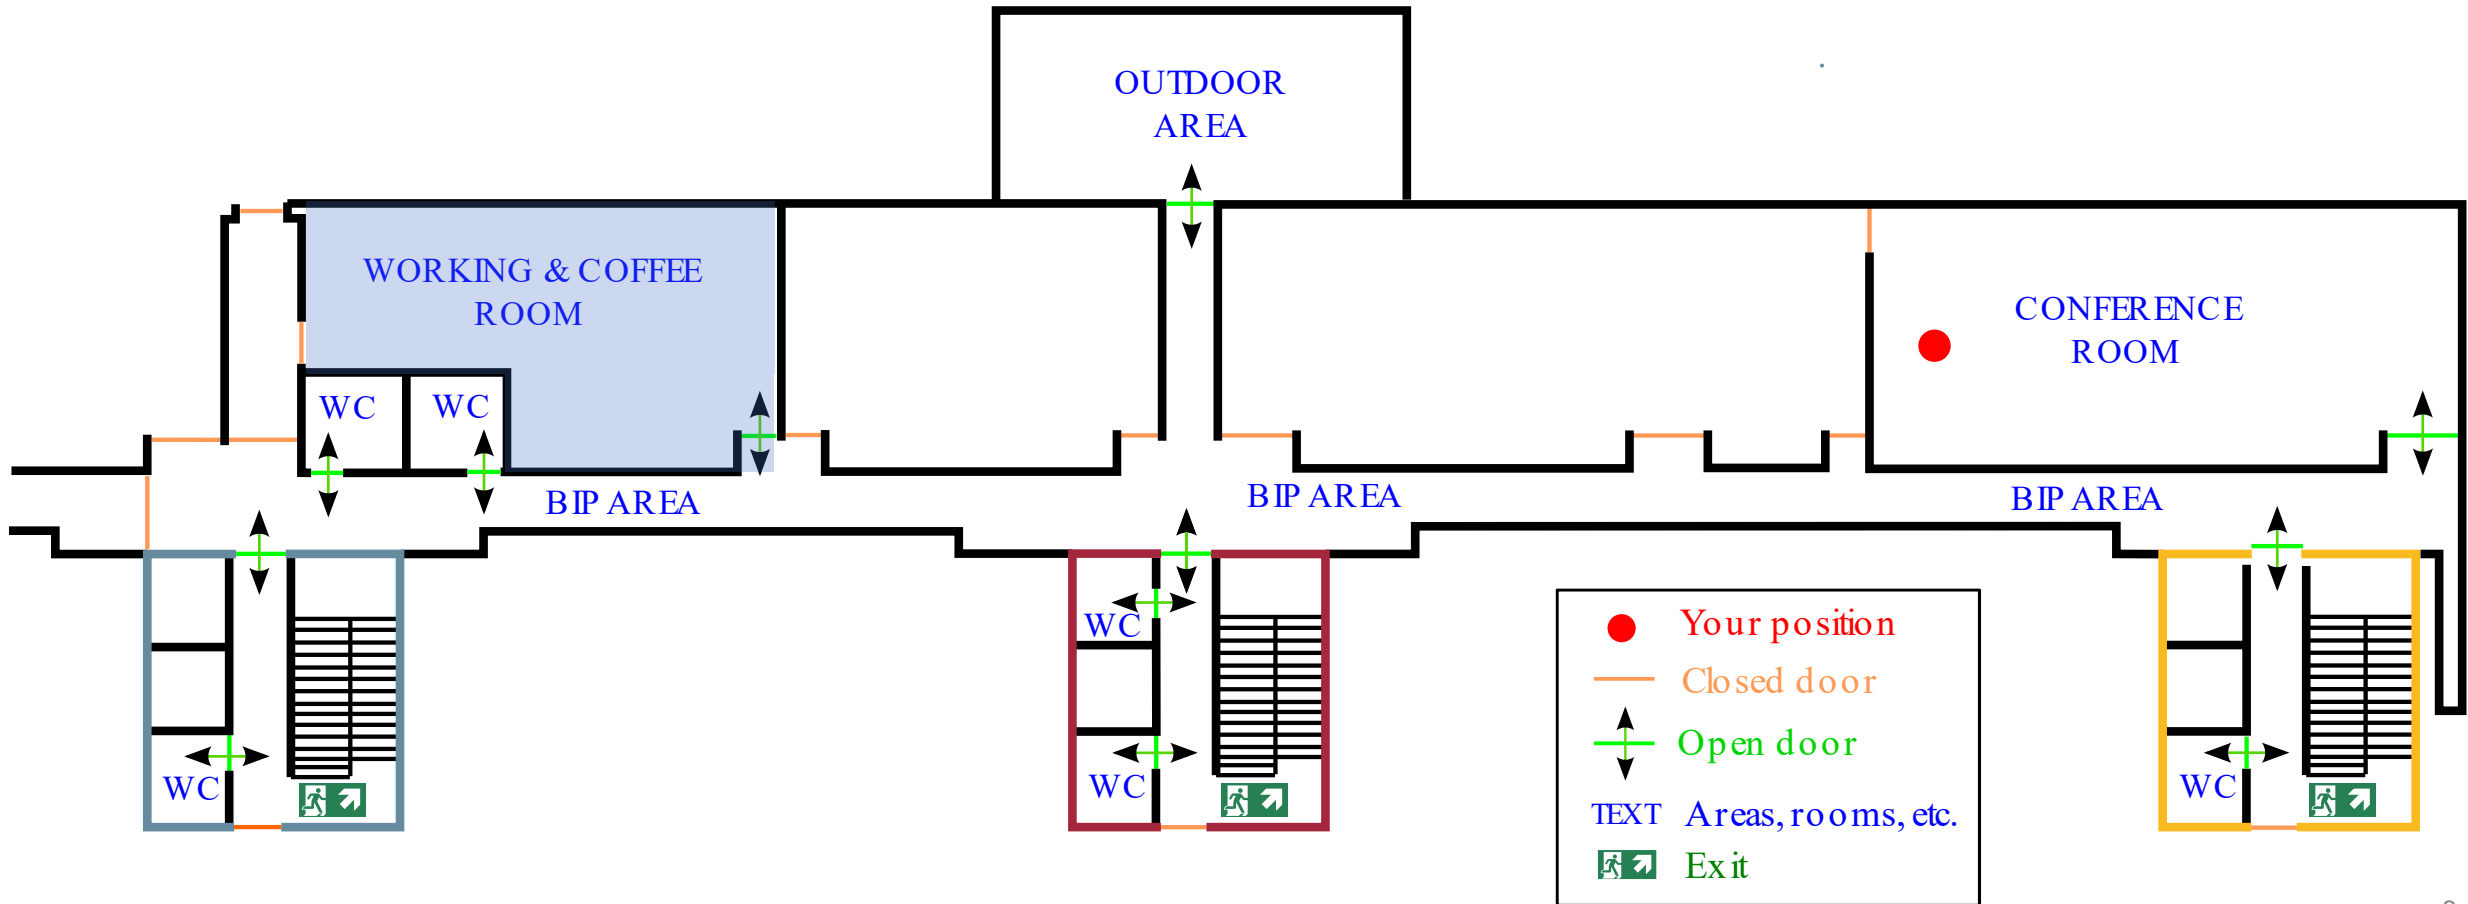 OUTDOOR
AREA
WORKING & COFFEE
ROOM
CONFERENCE
ROOM
WC
WC
BIP AREA
BIP AREA
BIP AREA
WC
WC
WC
WC
Your position
Closed door
Open door
TEXT Areas, rooms, etc.
Exit